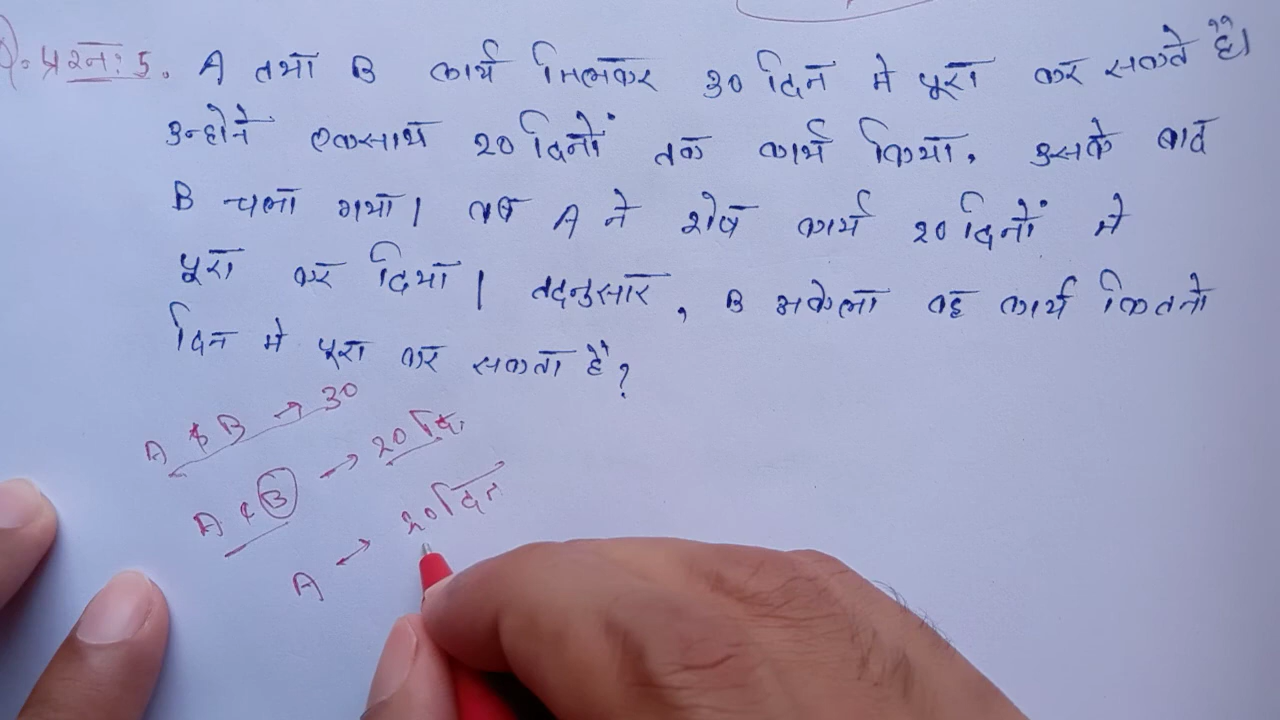 Q. प्रश्न: 5. A तथा B कार्य मिलकर 30 दिन मे पूरा कर सकते हैं।
उन्होने एकसाथ 20 दिनों तक कार्य किया, उसके बाद
B चला गया। तब A ने शेष कार्य 20 दिनों मे
पूरा कर दिया। तदनुसार, B अकेला वह कार्य कितने
दिन मे पूरा कर सकता है?
A & B → 30
A & B → 20 दि.
A → 20 दिन